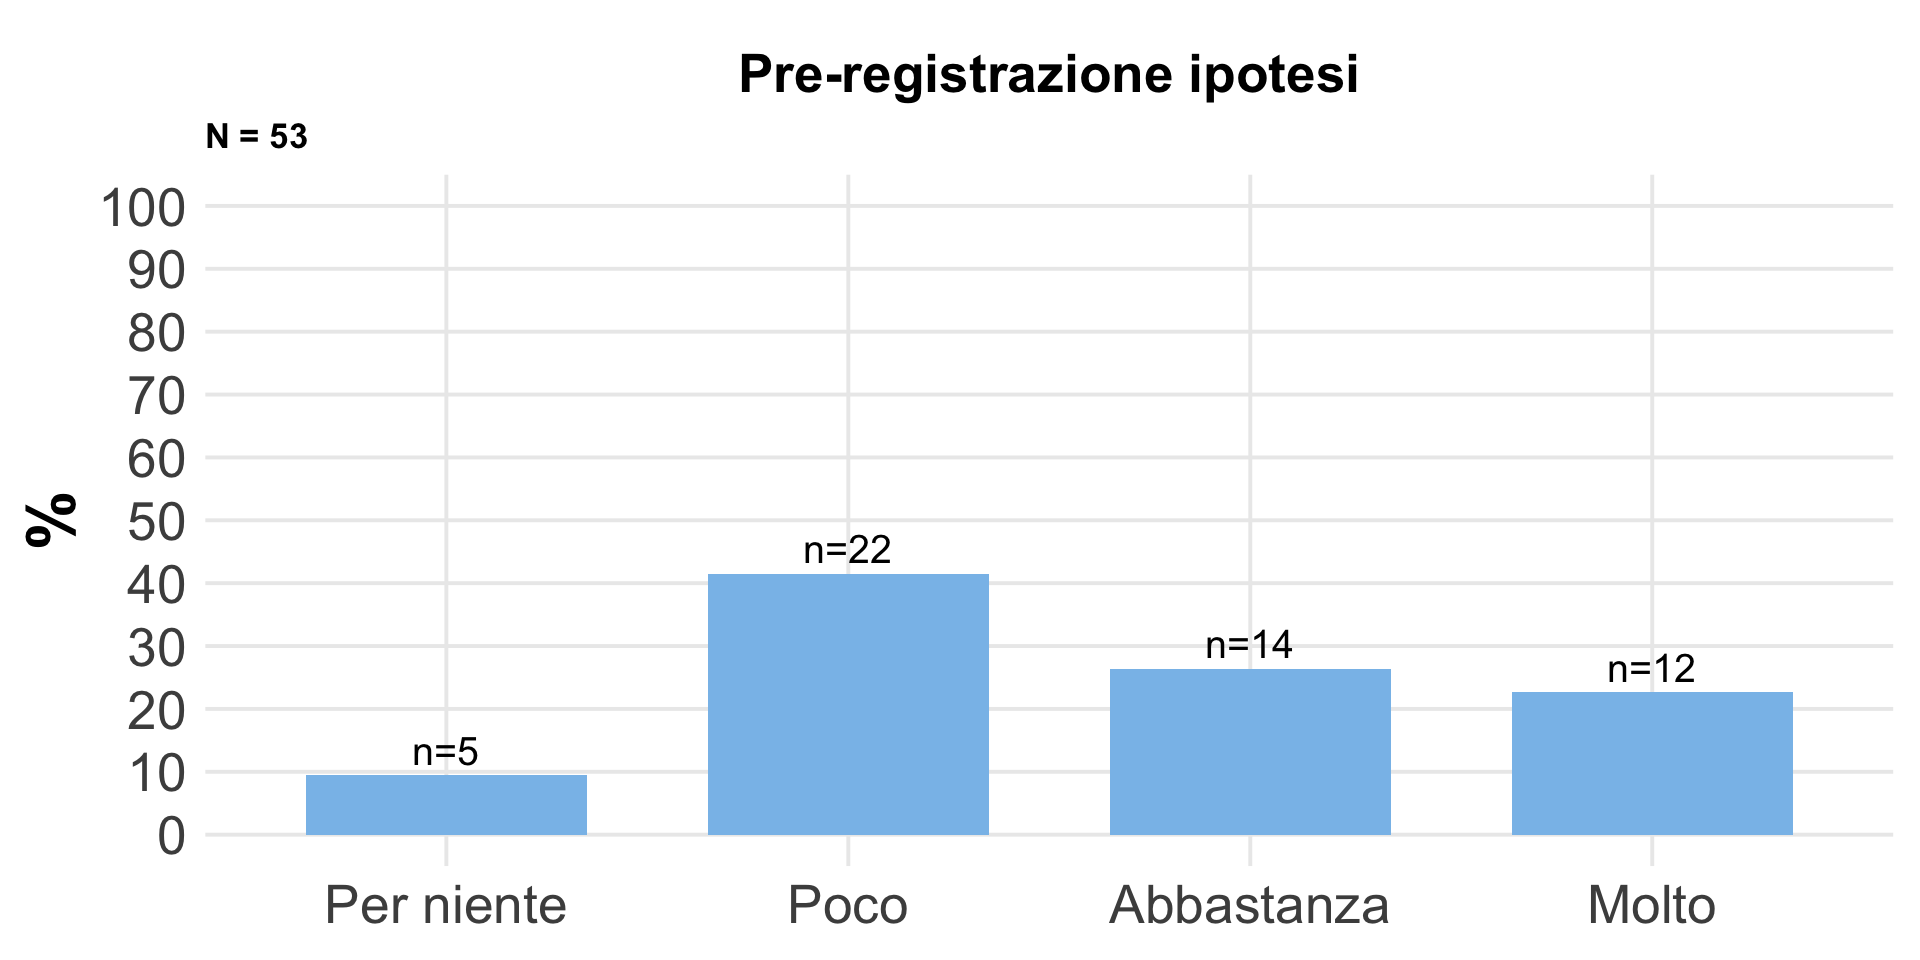 Pre-registrazione ipotesi
N = 53
100
90
80
70
60
50
40
30
20
10
0
%
n=5
n=22
n=14
n=12
Per niente
Poco
Abbastanza
Molto